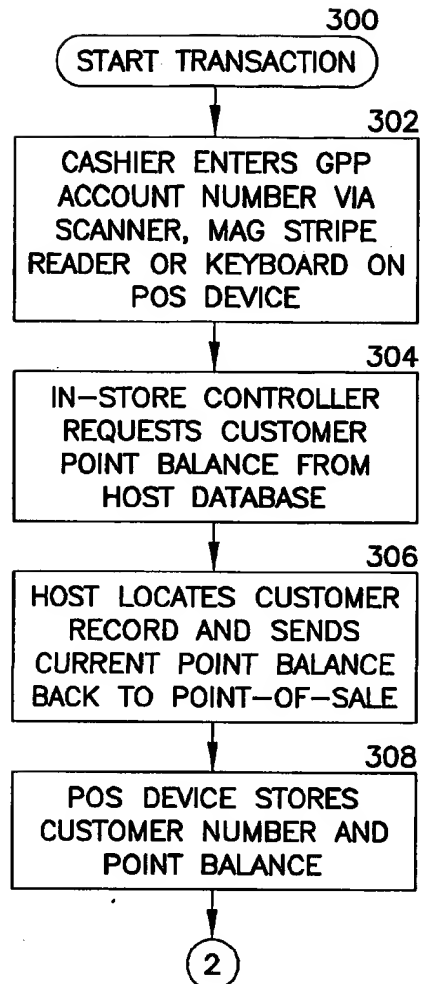 300
START TRANSACTION
302
CASHIER ENTERS GPP
ACCOUNT NUMBER VIA
SCANNER, MAG STRIPE
READER OR KEYBOARD ON
POS DEVICE
304
IN-STORE CONTROLLER
REQUESTS CUSTOMER
POINT BALANCE FROM
HOST DATABASE
306
HOST LOCATES CUSTOMER
RECORD AND SENDS
CURRENT POINT BALANCE
BACK TO POINT-OF-SALE
308
POS DEVICE STORES
CUSTOMER NUMBER AND
POINT BALANCE
2